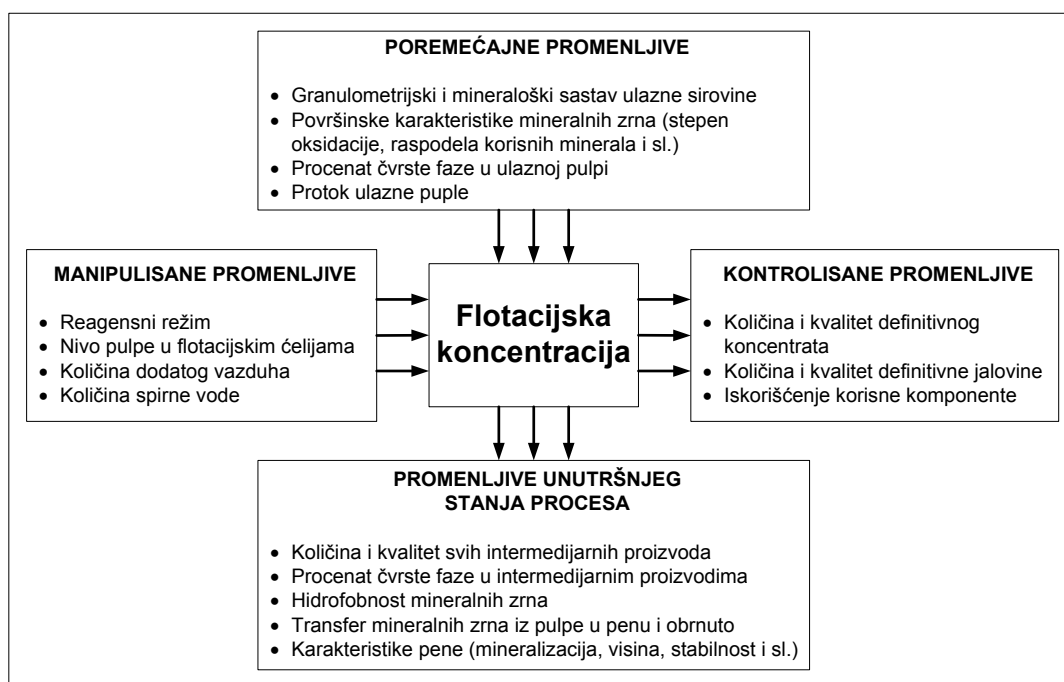 POREMEĆAJNE PROMENLJIVE
• Granulometrijski i mineraloški sastav ulazne sirovine
• Površinske karakteristike mineralnih zrna (stepen
oksidacije, raspodela korisnih minerala i sl.)
• Procenat čvrste faze u ulaznoj pulpi
• Protok ulazne puple
MANIPULISANE PROMENLJIVE
• Reagensni režim
• Nivo pulpe u flotacijskim ćelijama
• Količina dodatog vazduha
• Količina spirne vode
Flotacijska
koncentracija
KONTROLISANE PROMENLJIVE
• Količina i kvalitet definitivnog
koncentrata
• Količina i kvalitet definitivne jalovine
• Iskorišćenje korisne komponente
PROMENLJIVE UNUTRŠNJEG
STANJA PROCESA
• Količina i kvalitet svih intermedijarnih proizvoda
• Procenat čvrste faze u intermedijarnim proizvodima
• Hidrofobnost mineralnih zrna
• Transfer mineralnih zrna iz pulpe u penu i obrnuto
• Karakteristike pene (mineralizacija, visina, stabilnost i sl.)